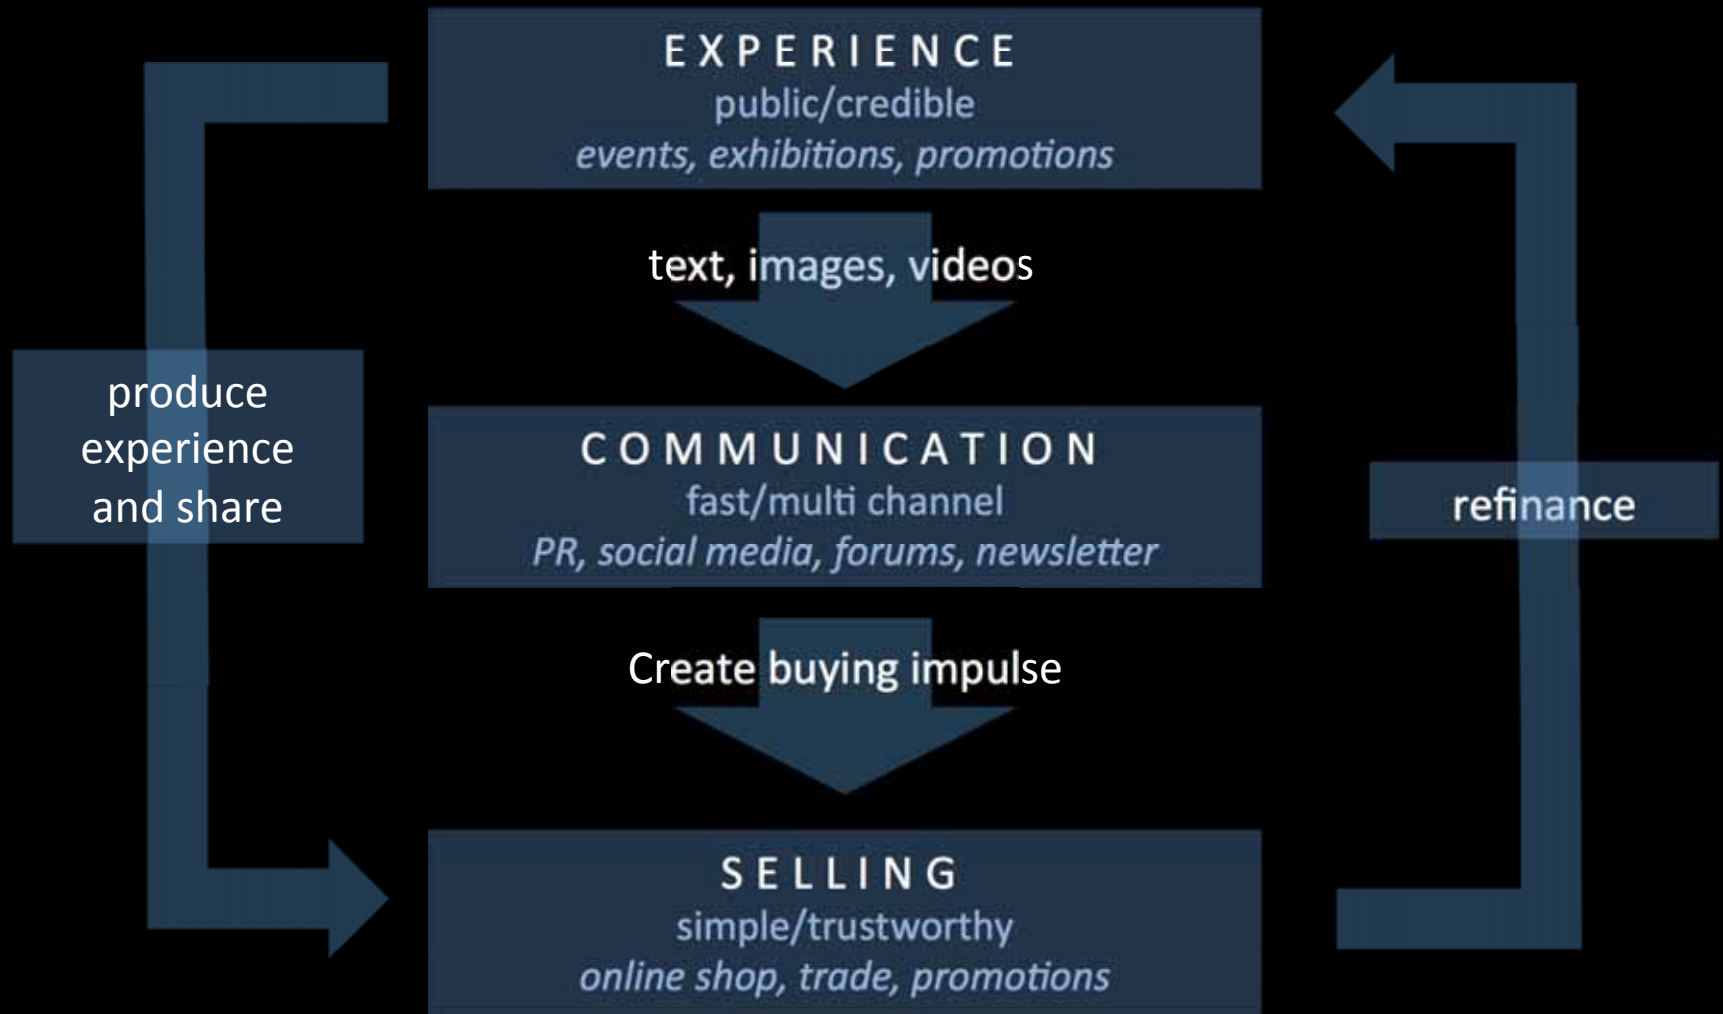 EXPERIENCE
public/credible
events, exhibitions, promotions
text, images, videos
produce
experience
and share
COMMUNICATION
fast/multi channel
PR, social media, forums, newsletter
refinance
Create buying impulse
SELLING
simple/trustworthy
online shop, trade, promotions